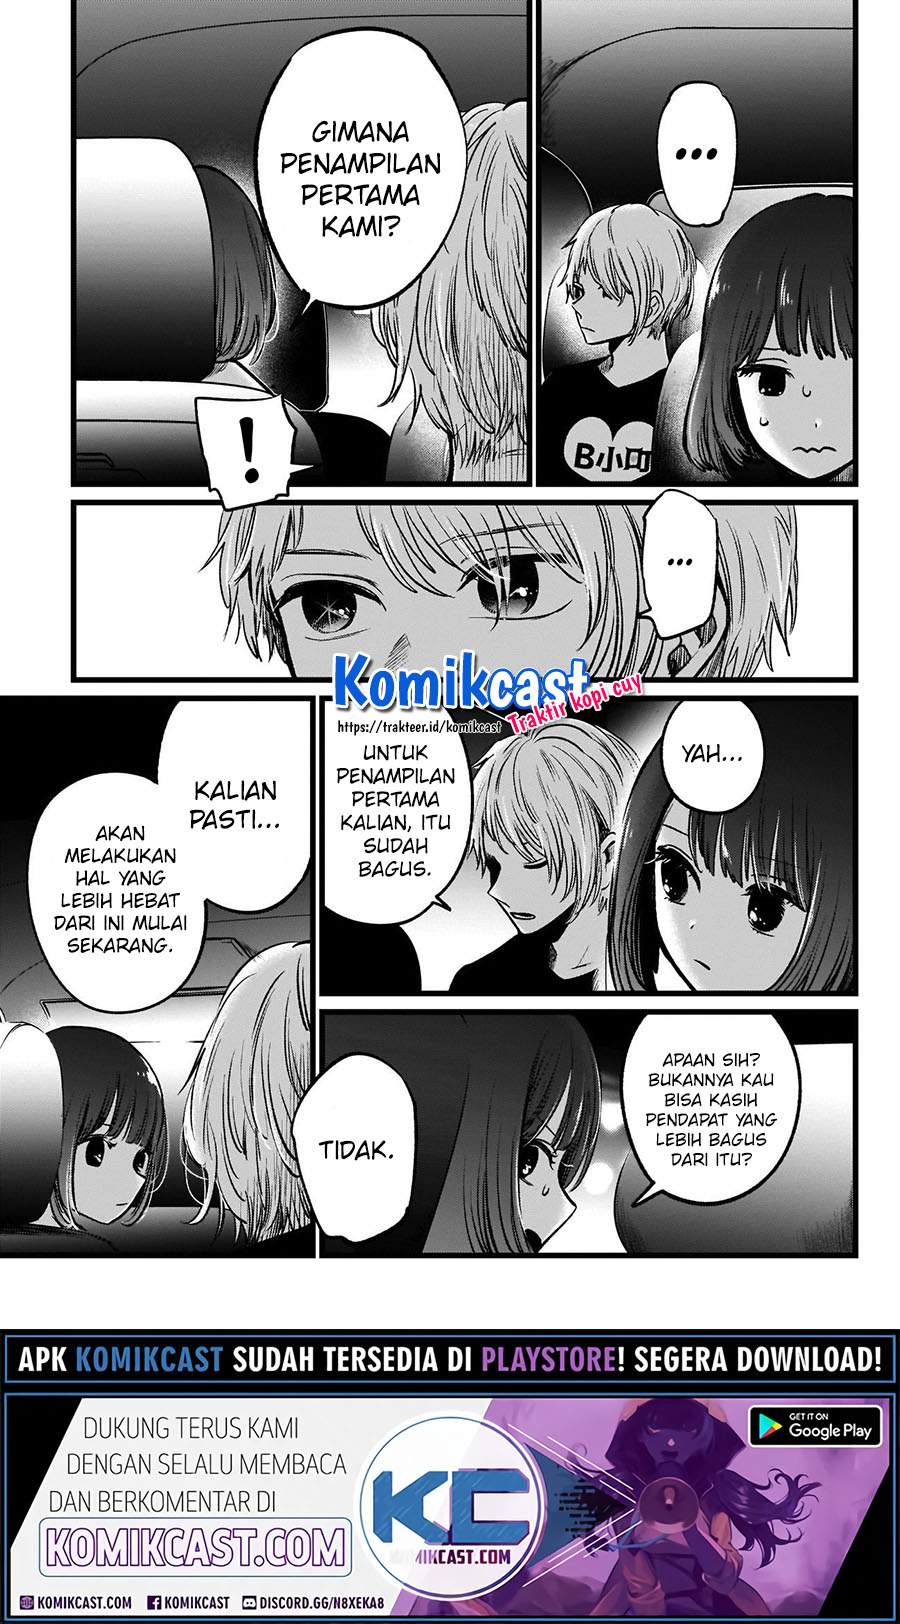 ...
GIMANA
PENAMPILAN
PERTAMA
KAMI?
B小町
!
...
Komikcast
Traktir kopi cuy
https://trakteer.id/komikcast
YAH...
UNTUK
PENAMPILAN
PERTAMA
KALIAN, ITU
SUDAH
BAGUS.
KALIAN
PASTI...
AKAN
MELAKUKAN
HAL YANG
LEBIH HEBAT
DARI INI MULAI
SEKARANG.
APAAN SIH?
BUKANNYA KAU
BISA KASIH
PENDAPAT YANG
LEBIH BAGUS
DARI ITU?
TIDAK.
APK KOMIKCAST SUDAH TERSEDIA DI PLAYSTORE! SEGERA DOWNLOAD!
DUKUNG TERUS KAMI
DENGAN SELALU MEMBACA
DAN BERKOMENTAR DI
KOMIKCAST.COM
KOMIKCAST.COM
KOMIKCAST
DISCORD.GG/N8XEKA8
KC
KOMIKCAST.COM
GET IT ON
Google Play